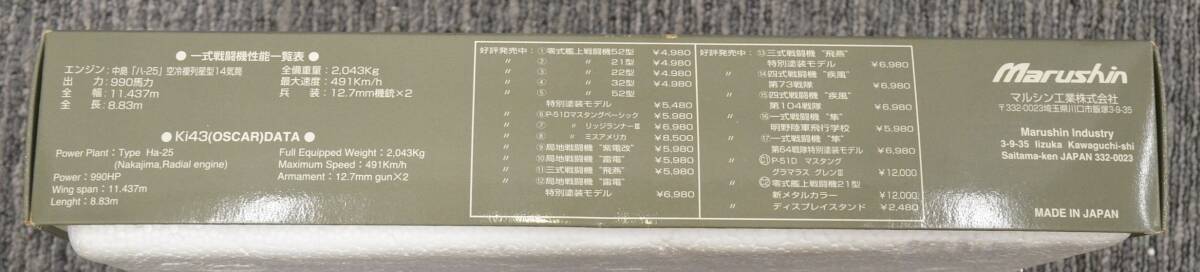 ● 一式戦闘機性能一覧表 ●
エンジン:中島「ハ-25」空冷複列星型14気筒
出 力:990馬力
全 幅:11.437m
全 長:8.83m
全備重量:2,043Kg
最大速度:491Km/h
兵 装:12.7mm機銃×2
● Ki43(OSCAR)DATA ●
Power Plant : Type Ha-25
(Nakajima,Radial engine)
Power : 990HP
Wing span : 11.437m
Lenght : 8.83m
Full Equipped Weight : 2,043Kg
Maximum Speed : 491Km/h
Armament : 12.7mm gun×2
好評発売中:①零式艦上戦闘機52型 ¥4,980
〃 ② 〃 21型 ¥4,980
〃 ③ 〃 22型 ¥4,980
〃 ④ 〃 32型 ¥4,980
〃 ⑤ 〃 52型
特別塗装モデル ¥5,480
〃 ⑥P-51Dマスタングベーシック ¥5,980
〃 ⑦ 〃 リッジランナーⅢ ¥6,980
〃 ⑧ 〃 ミスアメリカ ¥8,500
〃 ⑨局地戦闘機 "紫電改" ¥5,980
〃 ⑩局地戦闘機 "雷電" ¥5,980
〃 ⑪三式戦闘機 "飛燕" ¥5,980
〃 ⑫局地戦闘機 "雷電"
特別塗装モデル ¥6,980
好評発売中:⑬三式戦闘機 "飛燕"
特別塗装モデル ¥6,980
〃 ⑭四式戦闘機 "疾風"
第73戦隊 ¥6,980
〃 ⑮四式戦闘機 "疾風"
第104戦隊 ¥6,980
〃 ⑯一式戦闘機 "隼"
明野陸軍飛行学校 ¥5,980
〃 ⑰一式戦闘機 "隼"
第64戦隊特別塗装モデル ¥6,980
〃 ㉑P-51D マスタング
グラマラス グレンⅢ ¥12,000
〃 ㉒零式艦上戦闘機21型
新メタルカラー ¥12,000
〃 ディスプレイスタンド ¥2,480
Marushin
マルシン工業株式会社
〒332-0023埼玉県川口市飯塚3-9-35
Marushin Industry
3-9-35 Iizuka Kawaguchi-shi
Saitama-ken JAPAN 332-0023
MADE IN JAPAN